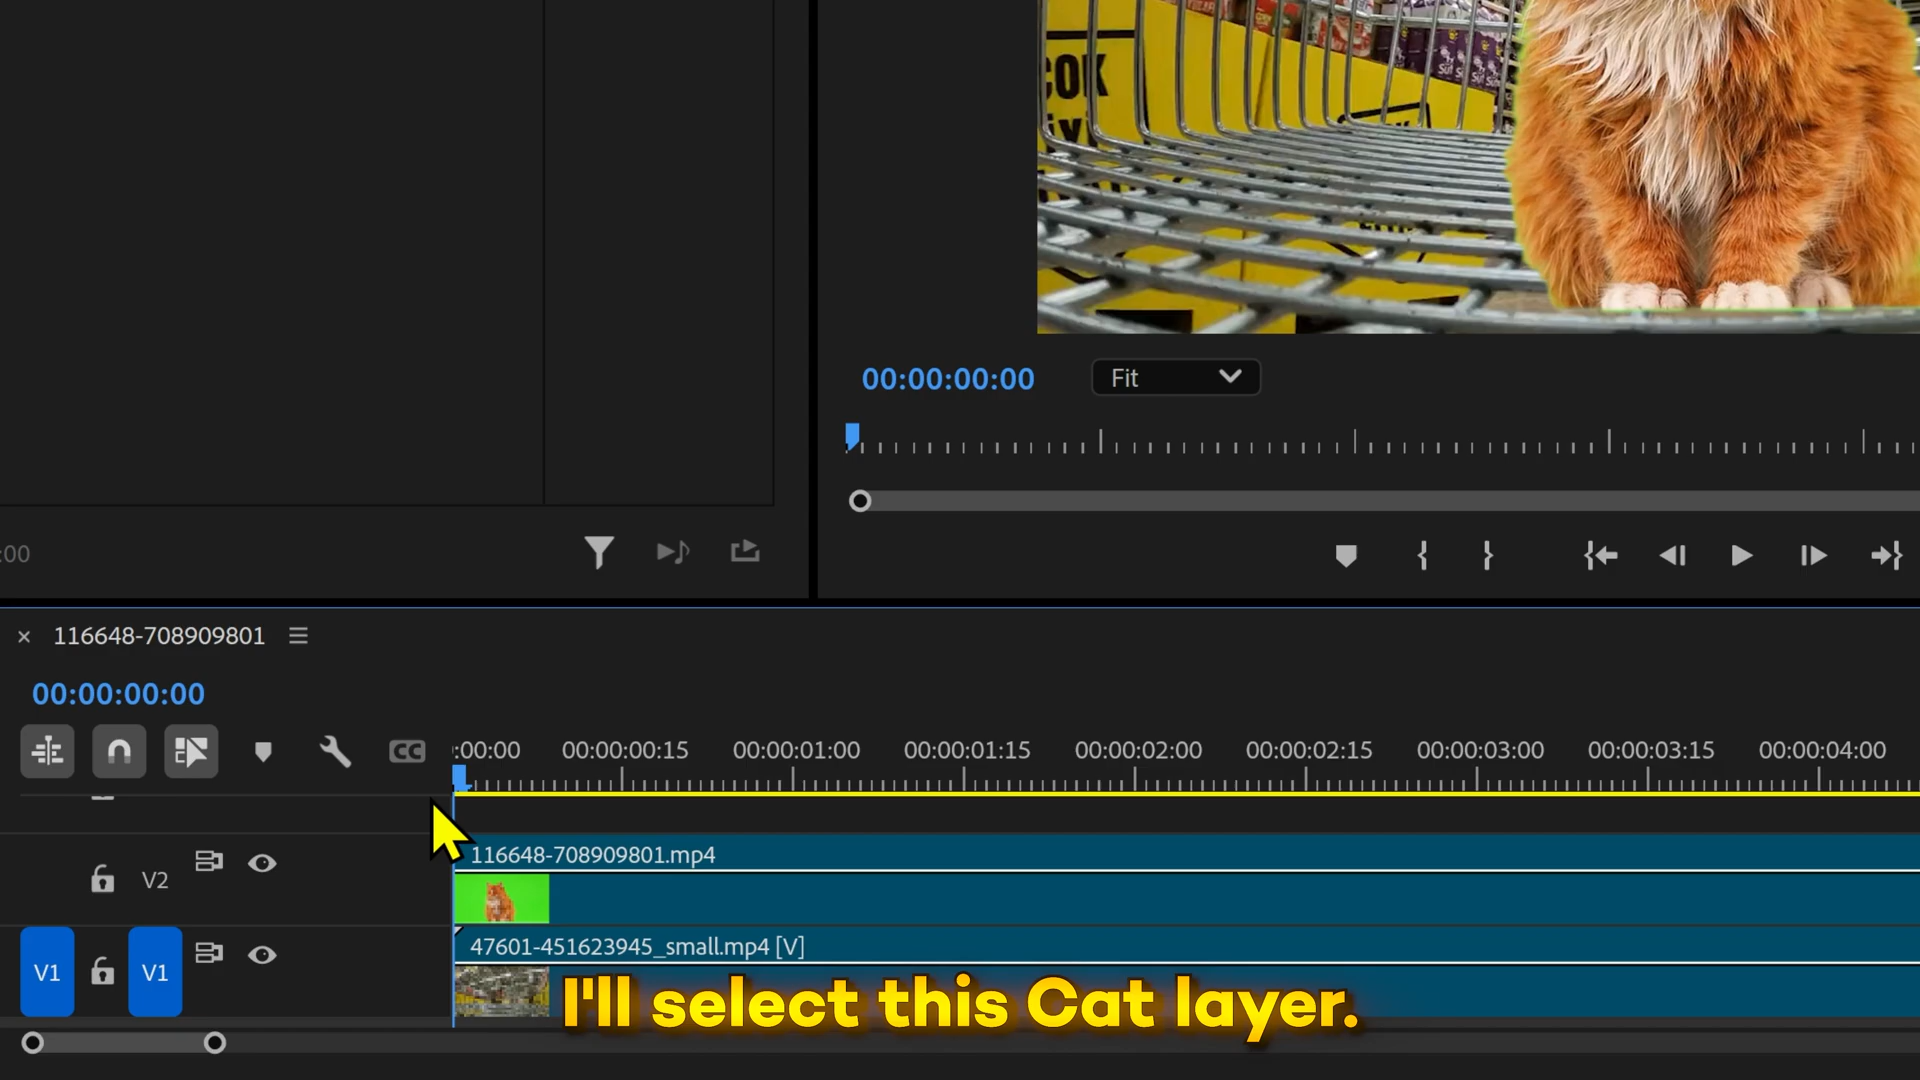 ÇOK
00:00:00:00
Fit
:00
116648-708909801
00:00:00:00
CC
:00:00
00:00:00:15
00:00:01:00
00:00:01:15
00:00:02:00
00:00:02:15
00:00:03:00
00:00:03:15
00:00:04:00
116648-708909801.mp4
V2
47601-451623945_small.mp4 [V]
V1
V1
I'll select this Cat layer.